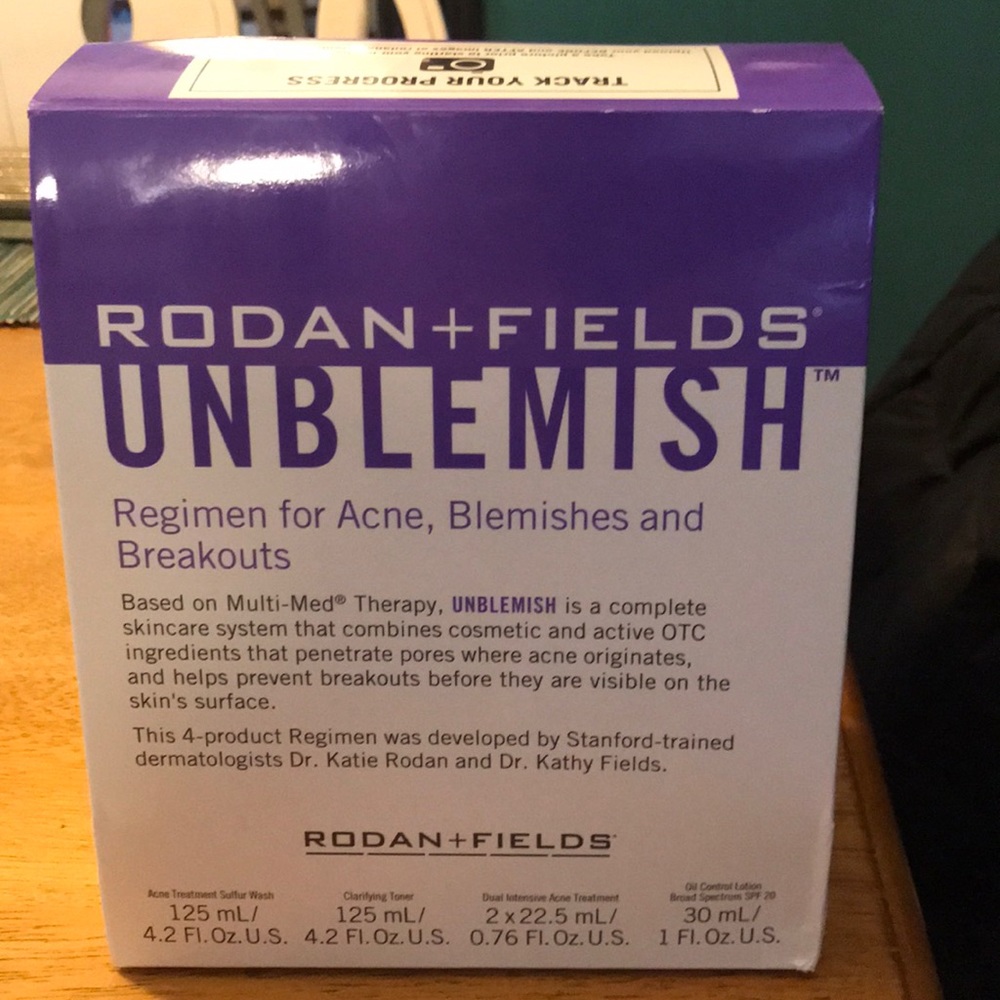 TRACK YOUR PROGRESS
RODAN+FIELDS®
UNBLEMISH™
Regimen for Acne, Blemishes and
Breakouts
Based on Multi-Med® Therapy, UNBLEMISH is a complete
skincare system that combines cosmetic and active OTC
ingredients that penetrate pores where acne originates,
and helps prevent breakouts before they are visible on the
skin's surface.
This 4-product Regimen was developed by Stanford-trained
dermatologists Dr. Katie Rodan and Dr. Kathy Fields.
RODAN+FIELDS®
Acne Treatment Sulfur Wash
125 mL/
4.2 Fl.Oz.U.S.
Clarifying Toner
125 mL/
4.2 Fl.Oz.U.S.
Dual Intensive Acne Treatment
2 x 22.5 mL/
0.76 Fl.Oz.U.S.
Oil Control Lotion
Broad Spectrum SPF 20
30 mL/
1 Fl.Oz.U.S.